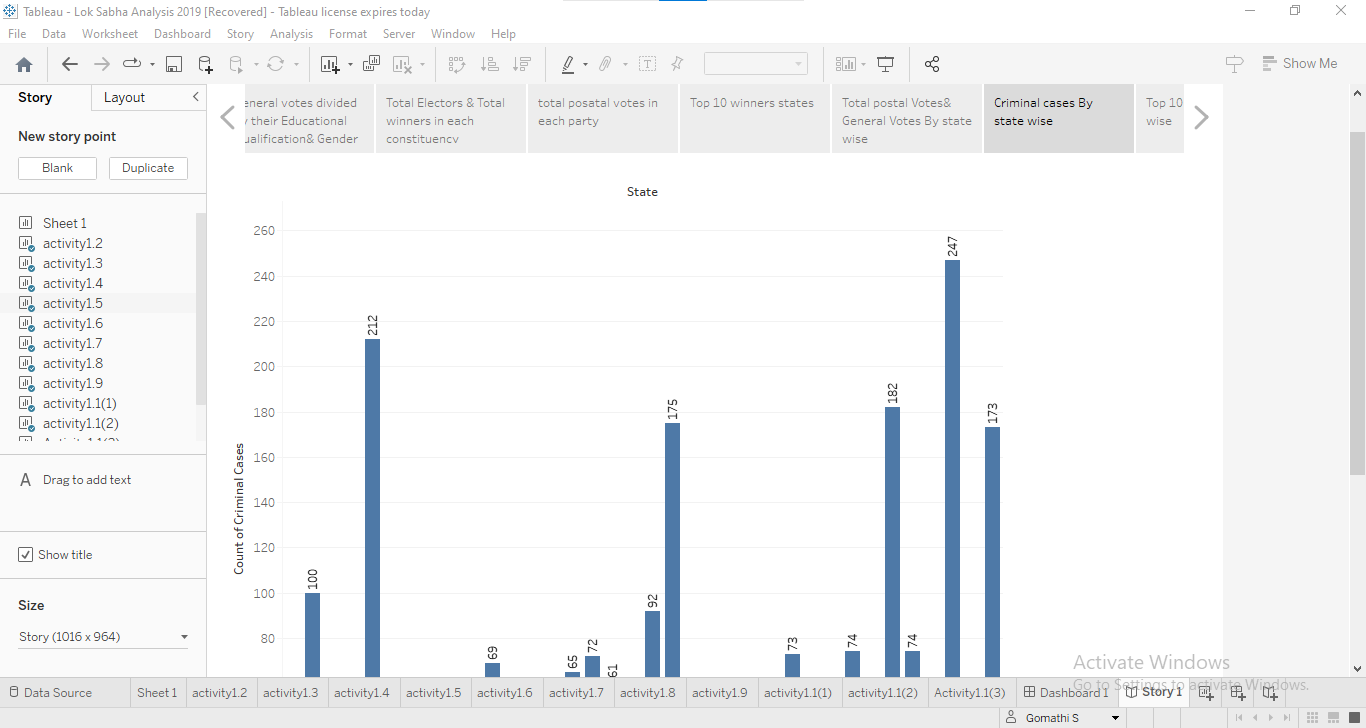 Tableau - Lok Sabha Analysis 2019 [Recovered] - Tableau license expires today
File Data Worksheet Dashboard Story Analysis Format Server Window Help
Show Me
Story Layout
New story point
Blank Duplicate
Sheet 1
activity1.2
activity1.3
activity1.4
activity1.5
activity1.6
activity1.7
activity1.8
activity1.9
activity1.1(1)
activity1.1(2)
A Drag to add text
Show title
Size
Story (1016 x 964)
eneral votes divided
their Educational
ualification& Gender
Total Electors & Total
winners in each
constituency
total posatal votes in
each party
Top 10 winners states
Total postal Votes&
General Votes By state
wise
Criminal cases By
state wise
Top 10
wise
State
Count of Criminal Cases
260
240
220
200
180
160
140
120
100
80
100
212
69
65
72
61
92
175
73
74
182
74
247
173
Activate Windows
Go to Settings to activate Windows.
Data Source Sheet 1 activity1.2 activity1.3 activity1.4 activity1.5 activity1.6 activity1.7 activity1.8 activity1.9 activity1.1(1) activity1.1(2) Activity1.1(3) Dashboard 1 Story 1
Gomathi S